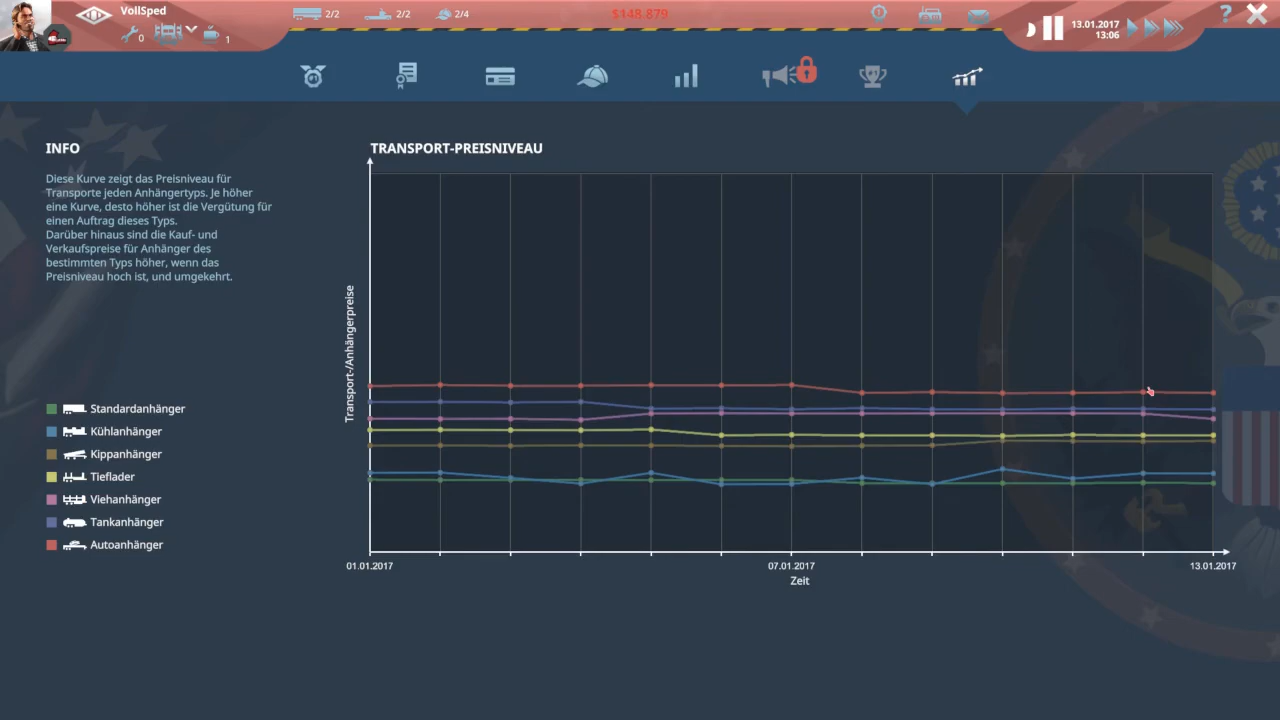 VollSped
0
1
2/2
2/2
2/4
$148.879
13.01.2017
13:06
?
INFO
Diese Kurve zeigt das Preisniveau für
Transporte jeden Anhängertyps. Je höher
eine Kurve, desto höher ist die Vergütung für
einen Auftrag dieses Typs.
Darüber hinaus sind die Kauf- und
Verkaufspreise für Anhänger des
bestimmten Typs höher, wenn das
Preisniveau hoch ist, und umgekehrt.
Standardanhänger
Kühlanhänger
Kippanhänger
Tieflader
Viehanhänger
Tankanhänger
Autoanhänger
TRANSPORT-PREISNIVEAU
Transport-/Anhängerpreise
01.01.2017
07.01.2017
13.01.2017
Zeit